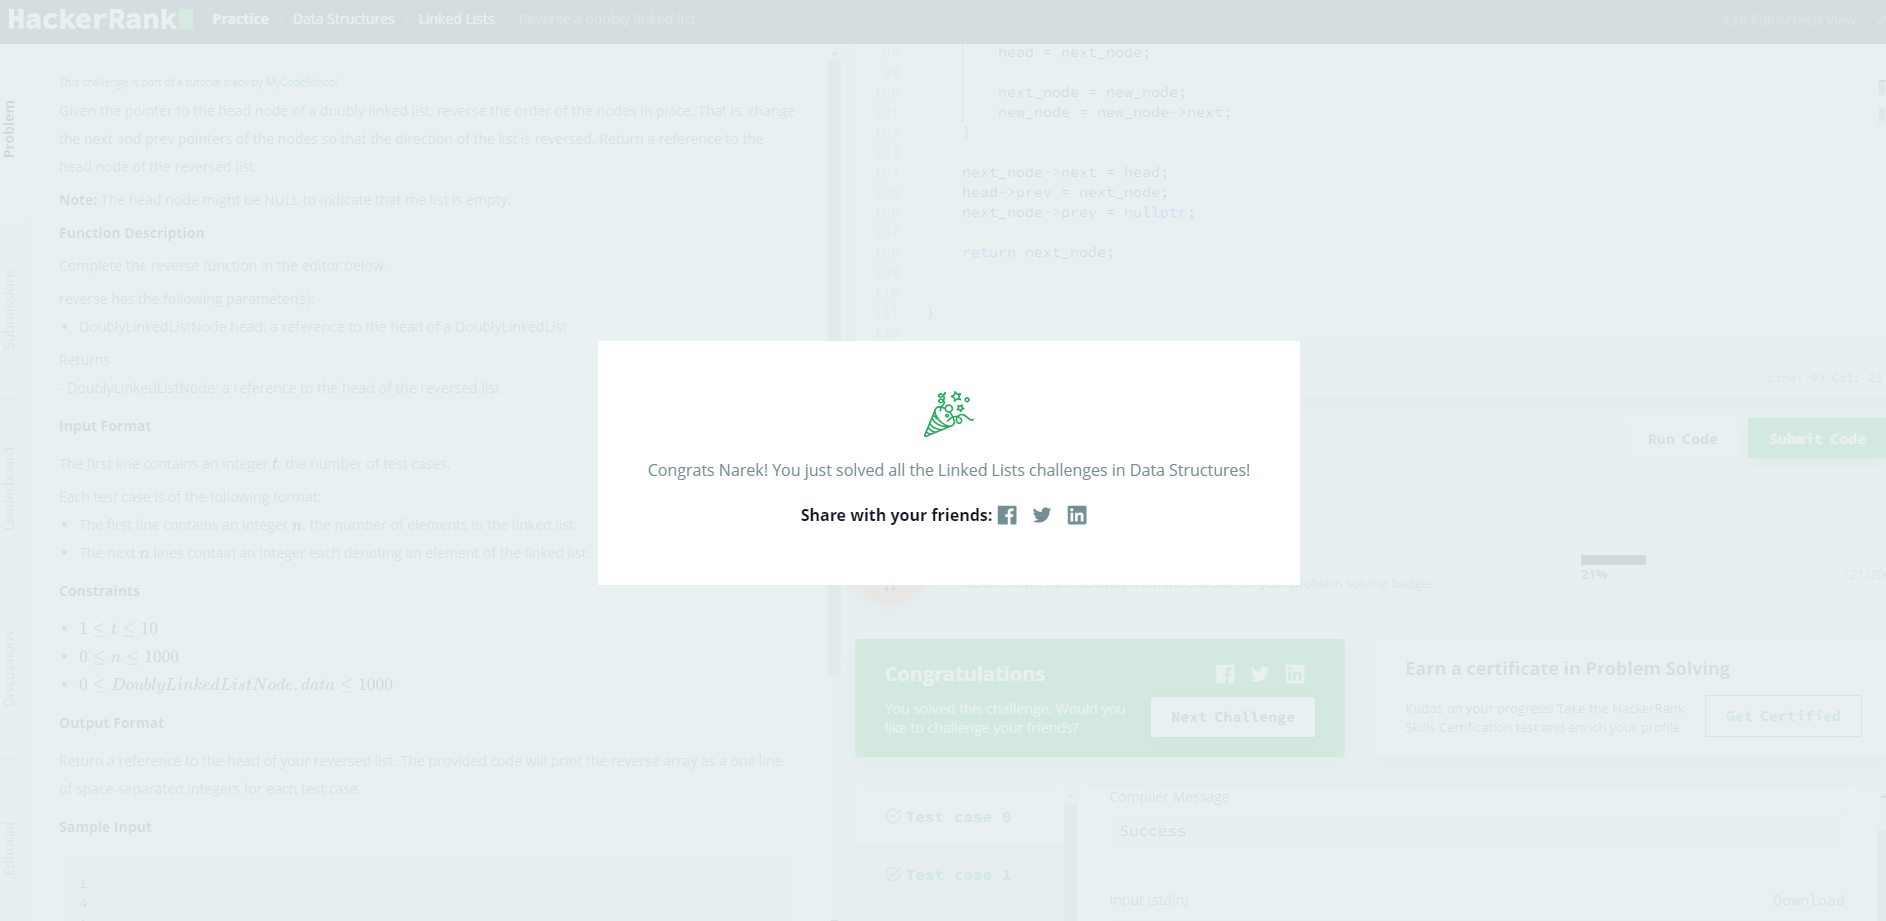 HackerRank
Practice
Data Structures
Linked Lists
Reverse a doubly linked list
Exit Full Screen View
Problem
Submissions
Leaderboard
Discussions
Editorial
This challenge is part of a tutorial track by MyCodeSchool
Given the pointer to the head node of a doubly linked list, reverse the order of the nodes in place. That is, change
the next and prev pointers of the nodes so that the direction of the list is reversed. Return a reference to the
head node of the reversed list.
Note: The head node might be NULL to indicate that the list is empty.
Function Description
Complete the reverse function in the editor below.
reverse has the following parameter(s):
• DoublyLinkedListNode head: a reference to the head of a DoublyLinkedList
Returns
- DoublyLinkedListNode: a reference to the head of the reversed list
Input Format
The first line contains an integer t, the number of test cases.
Each test case is of the following format:
• The first line contains an integer n, the number of elements in the linked list.
• The next n lines contain an integer each denoting an element of the linked list.
Constraints
• 1 ≤ t ≤ 10
• 0 ≤ n ≤ 1000
• 0 ≤ DoublyLinkedListNode.data ≤ 1000
Output Format
Return a reference to the head of your reversed list. The provided code will print the reverse array as a one line
of space-separated integers for each test case.
Sample Input
1
4
98 head = next_node;
99
100 next_node = new_node;
101 new_node = new_node->next;
102 }
103
104 next_node->next = head;
105 head->prev = next_node;
106 next_node->prev = nullptr;
107
108 return next_node;
109
110
111 }
112
Line: 93 Col: 23
Run Code
Submit Code
Congrats Narek! You just solved all the Linked Lists challenges in Data Structures!
Share with your friends:
problem solving badge.
21%
Congratulations
You solved this challenge. Would you
like to challenge your friends?
Next Challenge
Earn a certificate in Problem Solving
Kudos on your progress! Take the HackerRank
Skills Certification test and enrich your profile
Get Certified
Test case 0
Test case 1
Compiler Message
Success
Input (stdin)
Download